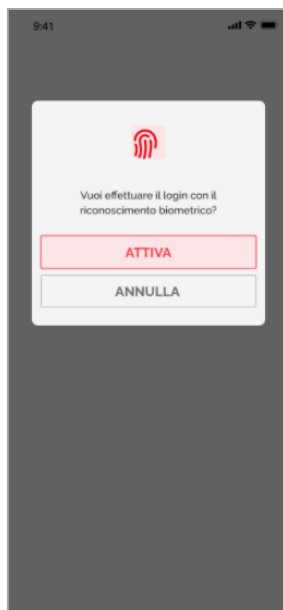 9:41
Vuoi effettuare il login con il
riconoscimento biometrico?
ATTIVA
ANNULLA